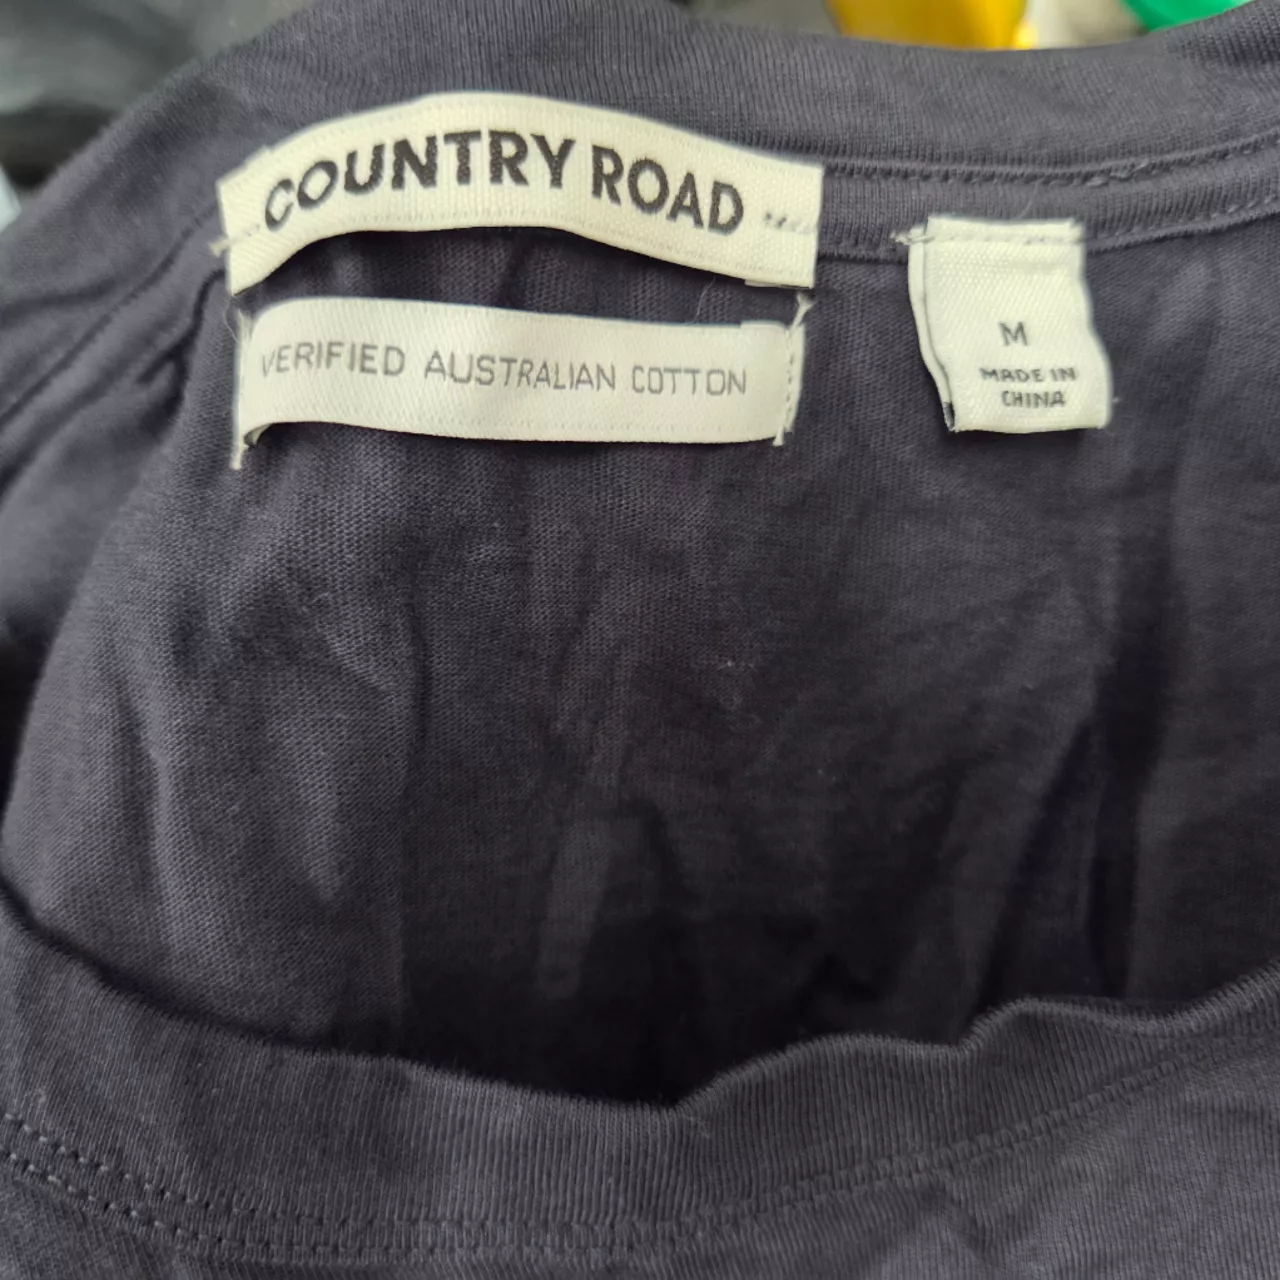 COUNTRY ROAD
VERIFIED AUSTRALIAN COTTON
M
MADE IN
CHINA